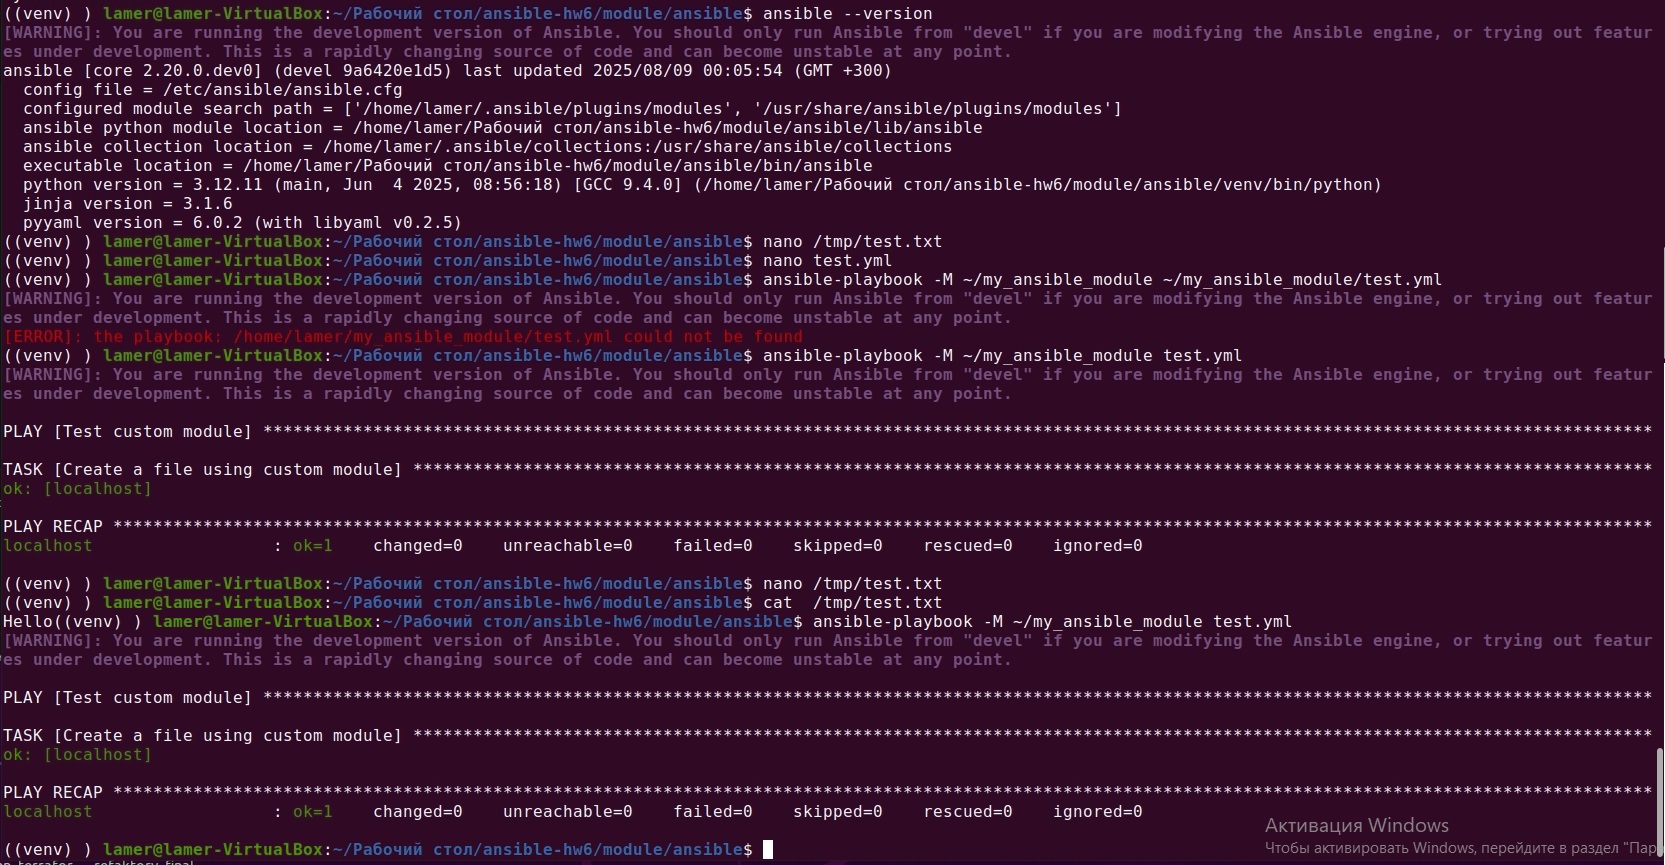 ((venv) ) lamer@lamer-VirtualBox:~/Рабочий стол/ansible-hw6/module/ansible$ ansible --version
[WARNING]: You are running the development version of Ansible. You should only run Ansible from "devel" if you are modifying the Ansible engine, or trying out featur
es under development. This is a rapidly changing source of code and can become unstable at any point.
ansible [core 2.20.0.dev0] (devel 9a6420e1d5) last updated 2025/08/09 00:05:54 (GMT +300)
  config file = /etc/ansible/ansible.cfg
  configured module search path = ['/home/lamer/.ansible/plugins/modules', '/usr/share/ansible/plugins/modules']
  ansible python module location = /home/lamer/Рабочий стол/ansible-hw6/module/ansible/lib/ansible
  ansible collection location = /home/lamer/.ansible/collections:/usr/share/ansible/collections
  executable location = /home/lamer/Рабочий стол/ansible-hw6/module/ansible/bin/ansible
  python version = 3.12.11 (main, Jun  4 2025, 08:56:18) [GCC 9.4.0] (/home/lamer/Рабочий стол/ansible-hw6/module/ansible/venv/bin/python)
  jinja version = 3.1.6
  pyyaml version = 6.0.2 (with libyaml v0.2.5)
((venv) ) lamer@lamer-VirtualBox:~/Рабочий стол/ansible-hw6/module/ansible$ nano /tmp/test.txt
((venv) ) lamer@lamer-VirtualBox:~/Рабочий стол/ansible-hw6/module/ansible$ nano test.yml
((venv) ) lamer@lamer-VirtualBox:~/Рабочий стол/ansible-hw6/module/ansible$ ansible-playbook -M ~/my_ansible_module ~/my_ansible_module/test.yml
[WARNING]: You are running the development version of Ansible. You should only run Ansible from "devel" if you are modifying the Ansible engine, or trying out featur
es under development. This is a rapidly changing source of code and can become unstable at any point.
[ERROR]: the playbook: /home/lamer/my_ansible_module/test.yml could not be found
((venv) ) lamer@lamer-VirtualBox:~/Рабочий стол/ansible-hw6/module/ansible$ ansible-playbook -M ~/my_ansible_module test.yml
[WARNING]: You are running the development version of Ansible. You should only run Ansible from "devel" if you are modifying the Ansible engine, or trying out featur
es under development. This is a rapidly changing source of code and can become unstable at any point.
PLAY [Test custom module] *******************************************************************************************************************************************
TASK [Create a file using custom module] ****************************************************************************************************************************
ok: [localhost]
PLAY RECAP **********************************************************************************************************************************************************
localhost                  : ok=1    changed=0    unreachable=0    failed=0    skipped=0    rescued=0    ignored=0
((venv) ) lamer@lamer-VirtualBox:~/Рабочий стол/ansible-hw6/module/ansible$ nano /tmp/test.txt
((venv) ) lamer@lamer-VirtualBox:~/Рабочий стол/ansible-hw6/module/ansible$ cat  /tmp/test.txt
Hello((venv) ) lamer@lamer-VirtualBox:~/Рабочий стол/ansible-hw6/module/ansible$ ansible-playbook -M ~/my_ansible_module test.yml
[WARNING]: You are running the development version of Ansible. You should only run Ansible from "devel" if you are modifying the Ansible engine, or trying out featur
es under development. This is a rapidly changing source of code and can become unstable at any point.
PLAY [Test custom module] *******************************************************************************************************************************************
TASK [Create a file using custom module] ****************************************************************************************************************************
ok: [localhost]
PLAY RECAP **********************************************************************************************************************************************************
localhost                  : ok=1    changed=0    unreachable=0    failed=0    skipped=0    rescued=0    ignored=0
Активация Windows
Чтобы активировать Windows, перейдите в раздел "Пар
((venv) ) lamer@lamer-VirtualBox:~/Рабочий стол/ansible-hw6/module/ansible$